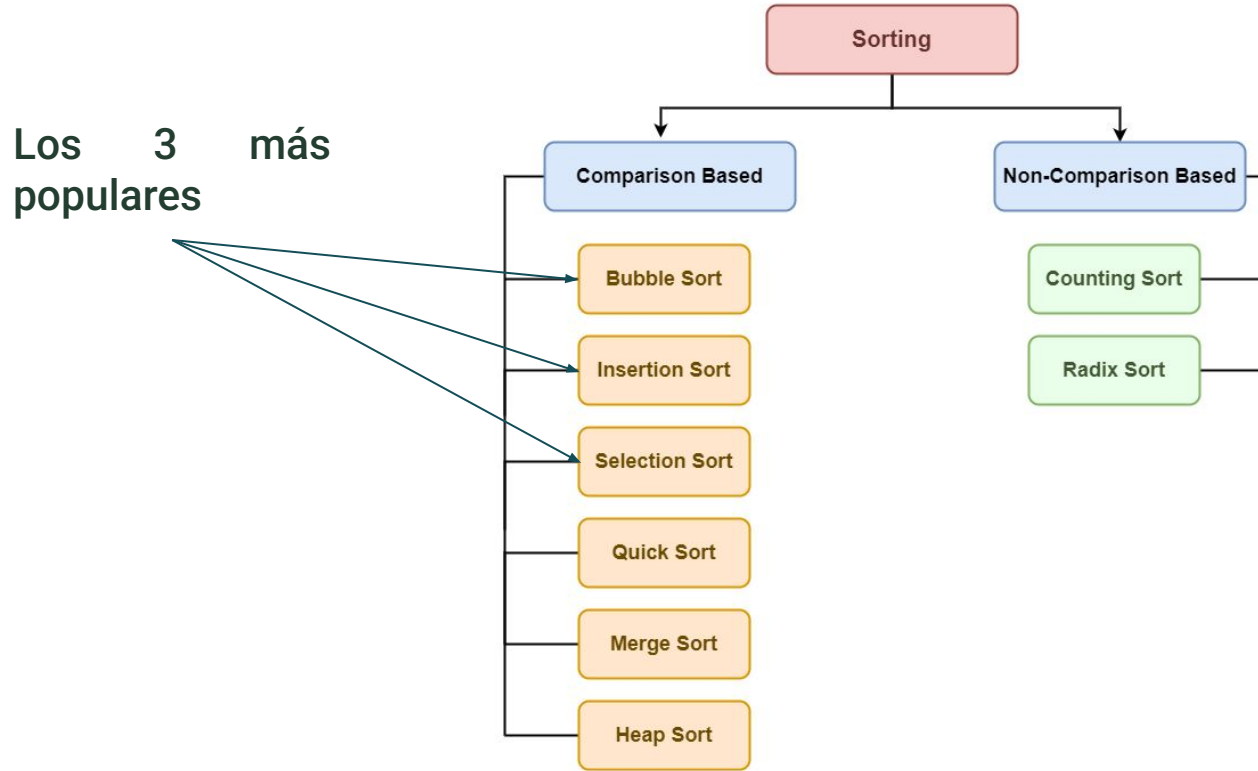 Sorting
Los 3 más
populares
Comparison Based
Non-Comparison Based
Bubble Sort
Counting Sort
Insertion Sort
Radix Sort
Selection Sort
Quick Sort
Merge Sort
Heap Sort